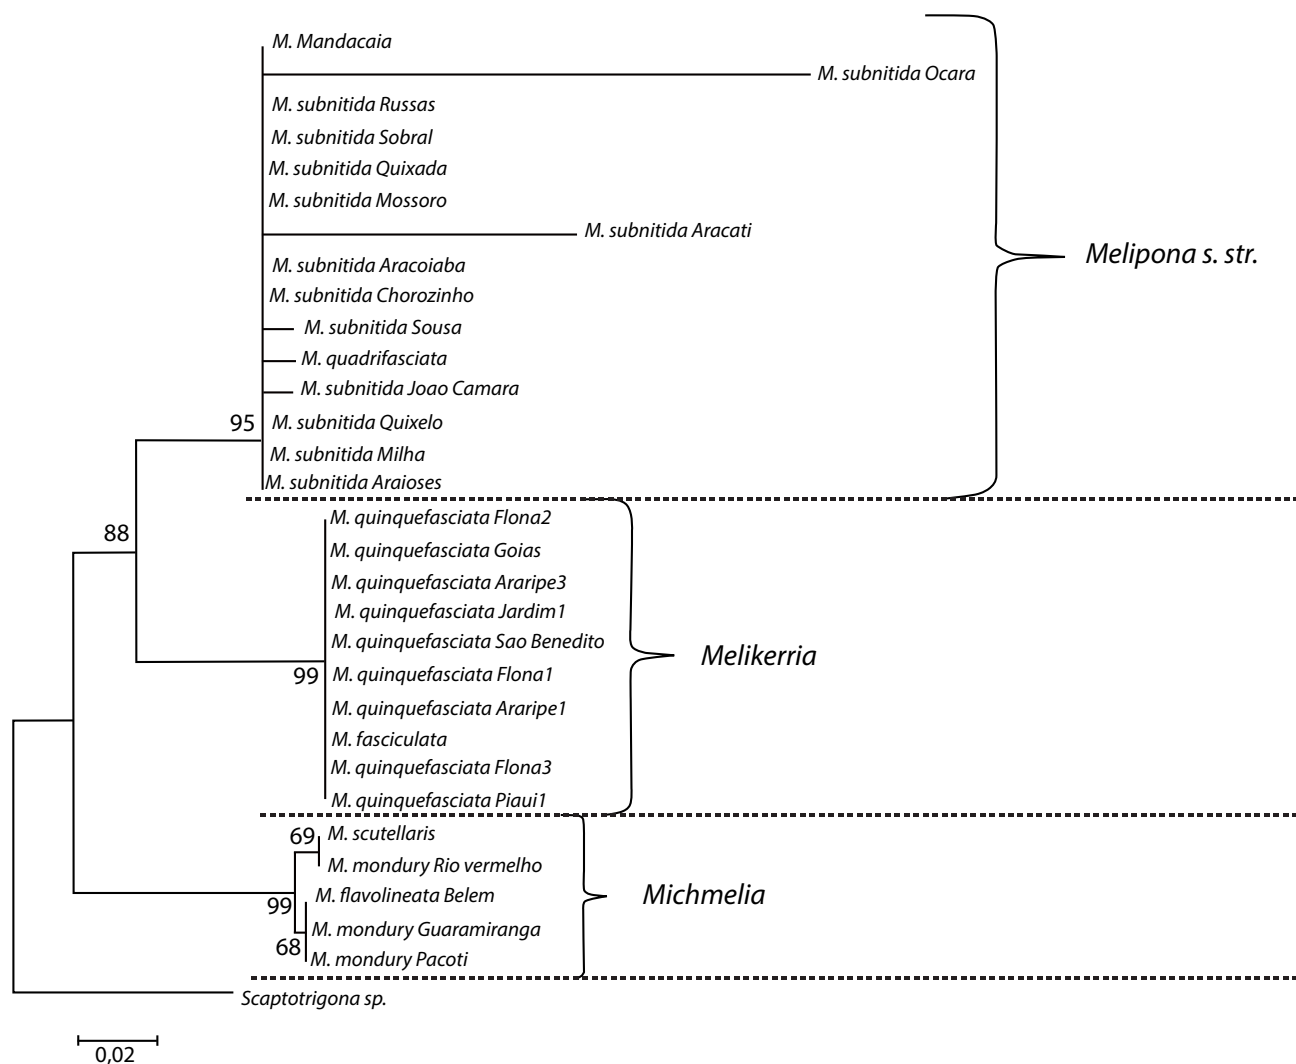 M. Mandacaia
M. subnitida Ocara
M. subnitida Russas
M. subnitida Sobral
M. subnitida Quixada
M. subnitida Mossoro
M. subnitida Aracati
Melipona s. str.
M. subnitida Aracoiaba
M. subnitida Chorozinho
M. subnitida Sousa
M. quadrifasciata
M. subnitida Joao Camara
95
M. subnitida Quixelo
M. subnitida Milha
M. subnitida Araioses
M. quinquefasciata Flona2
88
M. quinquefasciata Goias
M. quinquefasciata Araripe3
M. quinquefasciata Jardim1
M. quinquefasciata Sao Benedito
Melikerria
99
M. quinquefasciata Flona1
M. quinquefasciata Araripe1
M. fasciculata
M. quinquefasciata Flona3
M. quinquefasciata Piaui1
69
M. scutellaris
M. mondury Rio vermelho
M. flavolineata Belem
Michmelia
99
M. mondury Guaramiranga
68
M. mondury Pacoti
Scaptotrigona sp.
0,02